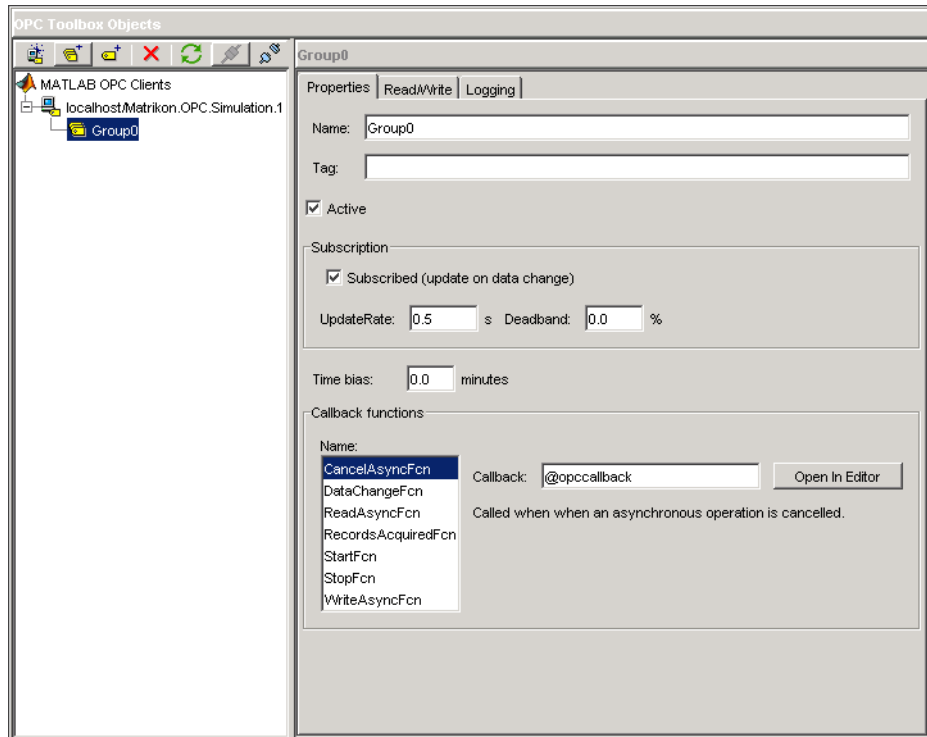 OPC Toolbox Objects
Group0
MATLAB OPC Clients
localhost/Matrikon.OPC.Simulation.1
Group0
Properties Read/Write Logging
Name: Group0
Tag:
Active
Subscription
Subscribed (update on data change)
UpdateRate: 0.5 s Deadband: 0.0 %
Time bias: 0.0 minutes
Callback functions
Name:
CancelAsyncFcn
DataChangeFcn
ReadAsyncFcn
RecordsAcquiredFcn
StartFcn
StopFcn
WriteAsyncFcn
Callback: @opccallback Open In Editor
Called when when an asynchronous operation is cancelled.